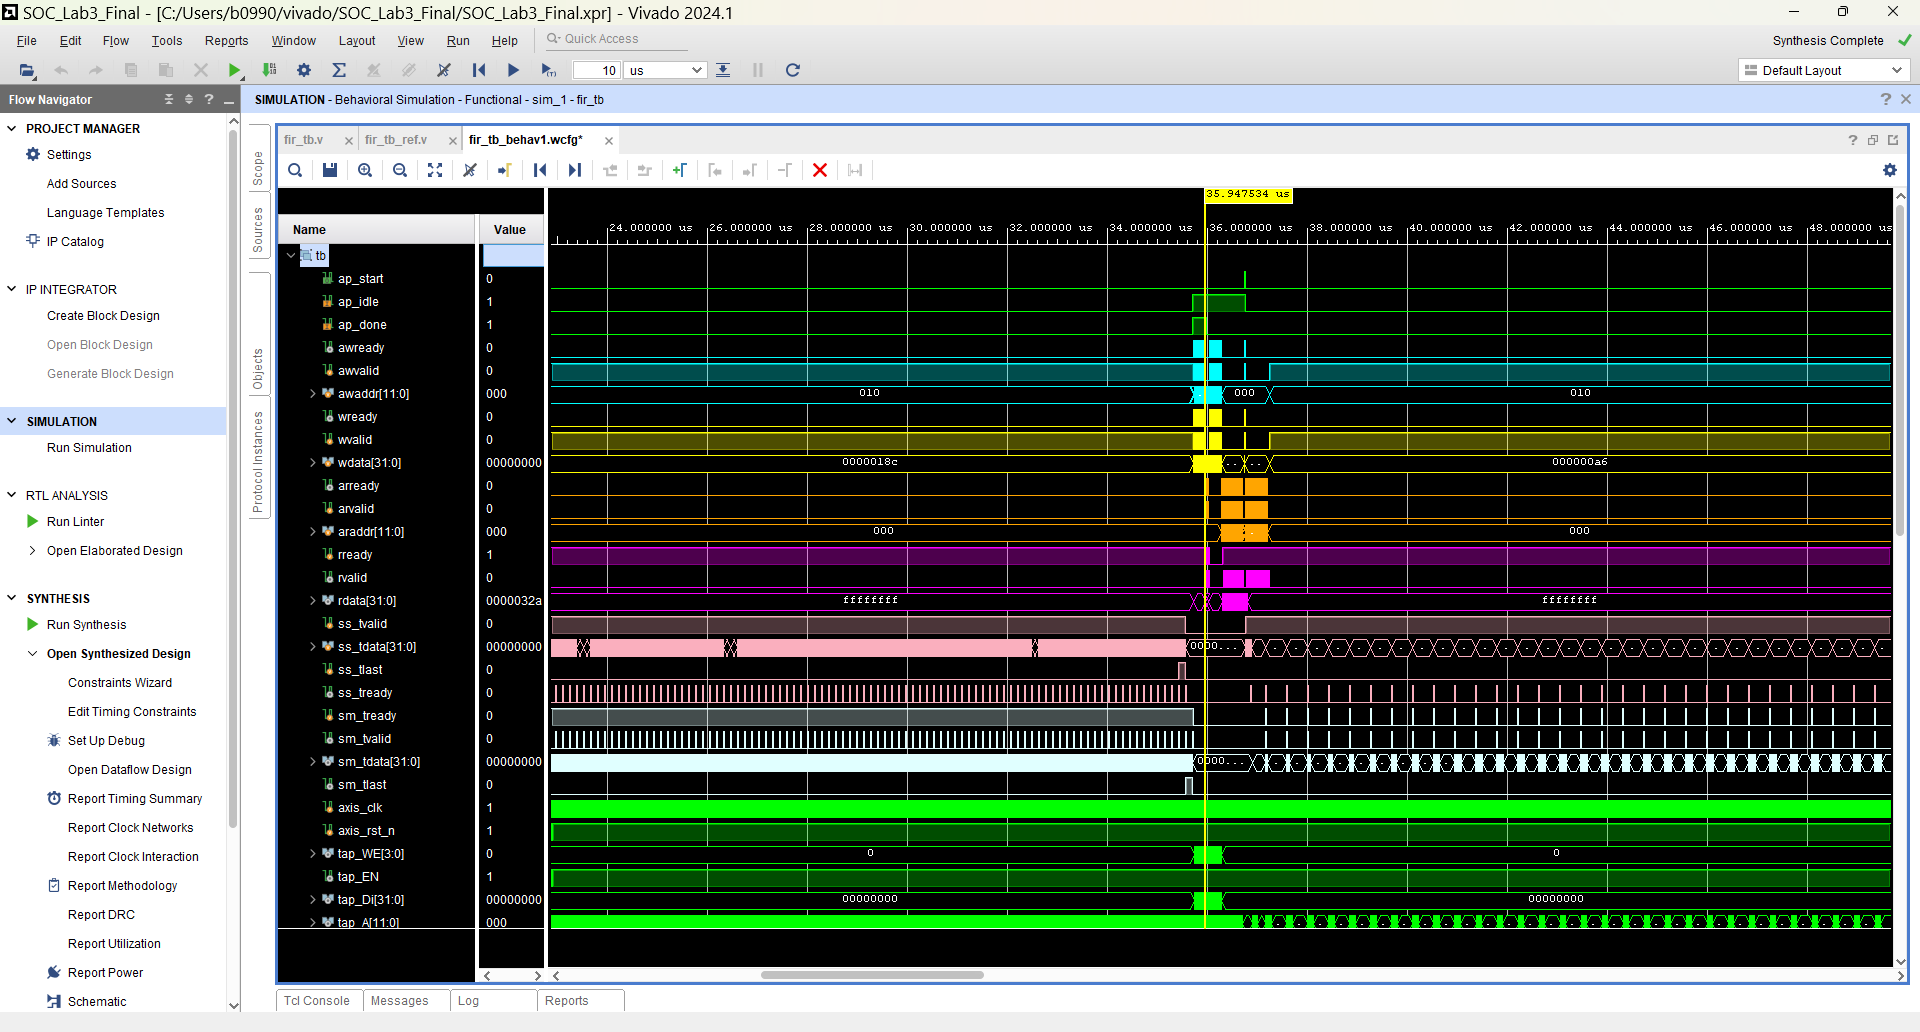 SOC_Lab3_Final - [C:/Users/b0990/vivado/SOC_Lab3_Final/SOC_Lab3_Final.xpr] - Vivado 2024.1
File Edit Flow Tools Reports Window Layout View Run Help Quick Access
Synthesis Complete
10 us
Default Layout
Flow Navigator
SIMULATION - Behavioral Simulation - Functional - sim_1 - fir_tb
PROJECT MANAGER
Settings
Add Sources
Language Templates
IP Catalog
IP INTEGRATOR
Create Block Design
Open Block Design
Generate Block Design
SIMULATION
Run Simulation
RTL ANALYSIS
Run Linter
Open Elaborated Design
SYNTHESIS
Run Synthesis
Open Synthesized Design
Constraints Wizard
Edit Timing Constraints
Set Up Debug
Open Dataflow Design
Report Timing Summary
Report Clock Networks
Report Clock Interaction
Report Methodology
Report DRC
Report Utilization
Report Power
Schematic
Scope
Sources
Objects
Protocol Instances
fir_tb.v
fir_tb_ref.v
fir_tb_behav1.wcfg*
35.947534 us
Name Value
24.000000 us 26.000000 us 28.000000 us 30.000000 us 32.000000 us 34.000000 us 36.000000 us 38.000000 us 40.000000 us 42.000000 us 44.000000 us 46.000000 us 48.000000 us
tb
ap_start 0
ap_idle 1
ap_done 1
awready 0
awvalid 0
awaddr[11:0] 000 010 000 010
wready 0
wvalid 0
wdata[31:0] 00000000 0000018c 000000a6
arready 0
arvalid 0
araddr[11:0] 000 000 000
rready 1
rvalid 0
rdata[31:0] 0000032a ffffffff ffffffff
ss_tvalid 0
ss_tdata[31:0] 00000000 0000...
ss_tlast 0
ss_tready 0
sm_tready 0
sm_tvalid 0
sm_tdata[31:0] 00000000 0000...
sm_tlast 0
axis_clk 1
axis_rst_n 1
tap_WE[3:0] 0 0 0
tap_EN 1
tap_Di[31:0] 00000000 00000000 00000000
tap_A[11:0] 000
Tcl Console Messages Log Reports